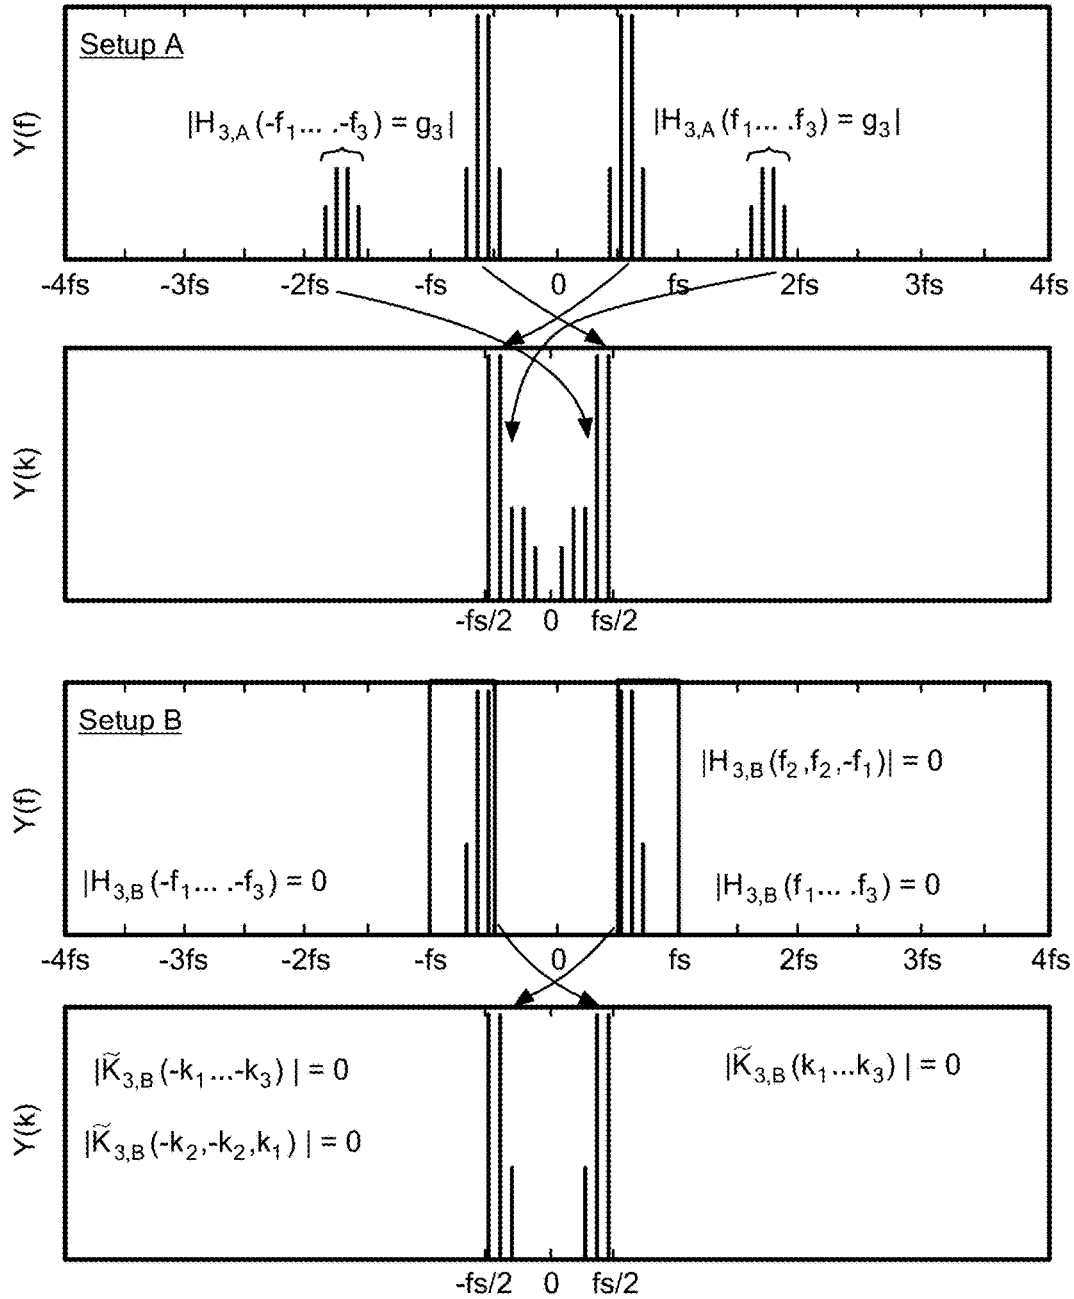 Setup A
Y(f)
|H3,A(-f1... .-f3) = g3|
|H3,A(f1... .f3) = g3|
-4fs -3fs -2fs -fs 0 fs 2fs 3fs 4fs
Y(k)
-fs/2 0 fs/2
Setup B
Y(f)
|H3,B(f2,f2,-f1)| = 0
|H3,B(-f1... .-f3) = 0
|H3,B(f1... .f3) = 0
-4fs -3fs -2fs -fs 0 fs 2fs 3fs 4fs
Y(k)
|K̃3,B(-k1...-k3) | = 0
|K̃3,B(k1...k3) | = 0
|K̃3,B(-k2,-k2,k1) | = 0
-fs/2 0 fs/2